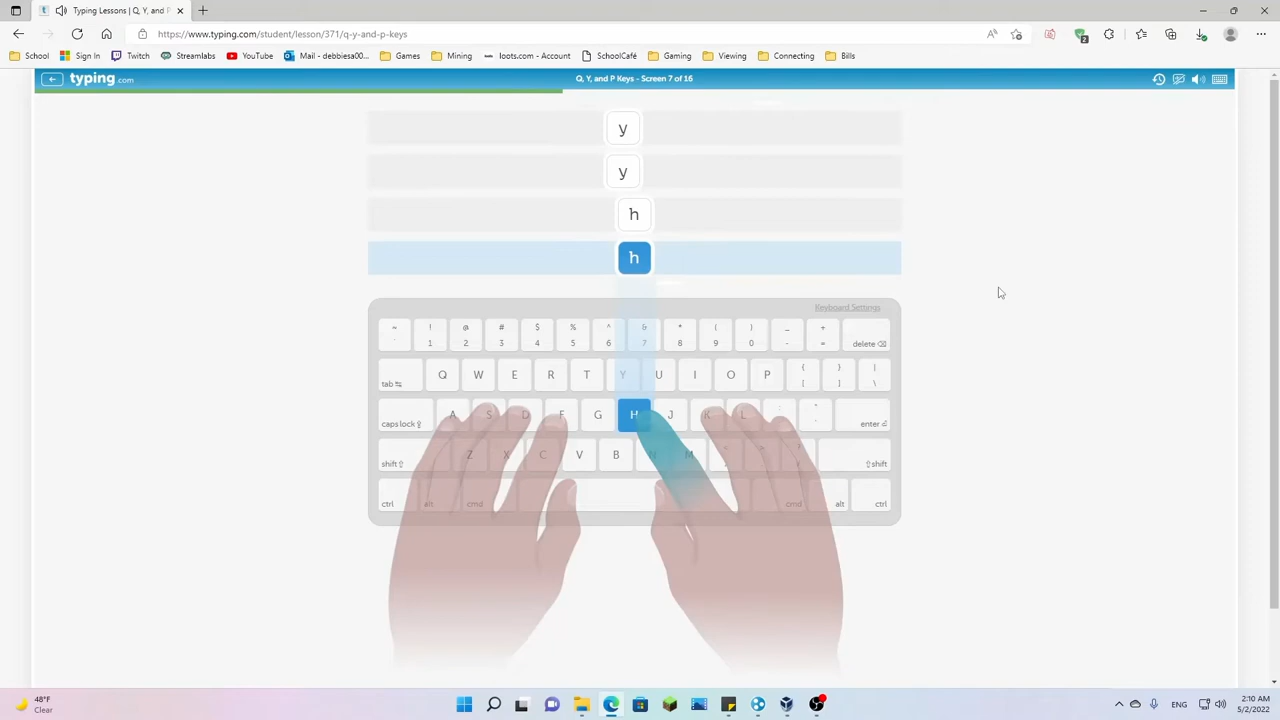 Typing Lessons | Q, Y, and P
https://www.typing.com/student/lesson/371/q-y-and-p-keys
School Sign In Twitch Streamlabs YouTube Mail - debbiesa00... Games Mining loots.com - Account SchoolCafé Gaming Viewing Connecting Bills
typing.com Q, Y, and P Keys - Screen 7 of 16
y
y
h
h
Keyboard Settings
~ ! @ # $ % ^ & * ( ) _ +
` 1 2 3 4 5 6 7 8 9 0 - = delete
tab Q W E R T Y U I O P { } |
[ ] \
caps lock A S D F G H J K L : " enter
shift Z X C V B N M shift
ctrl alt cmd cmd alt ctrl
48°F
Clear
ENG
2:10 AM
5/2/2022